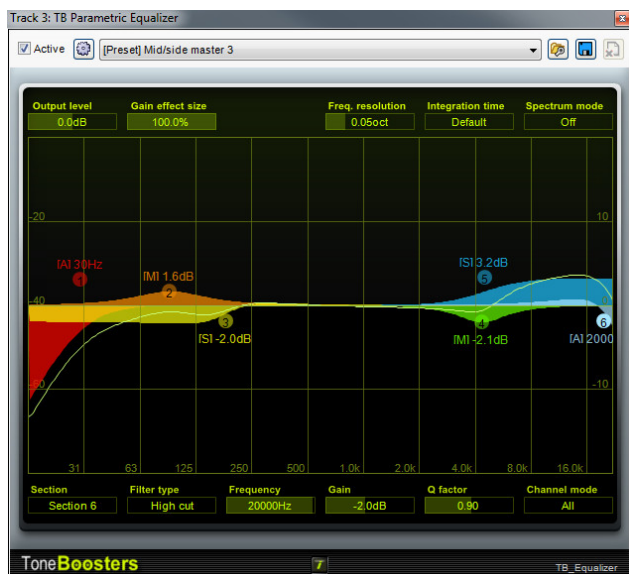 Track 3: TB Parametric Equalizer
Active [Preset] Mid/side master 3
Output level Gain effect size Freq. resolution Integration time Spectrum mode
0.0dB 100.0% 0.05oct Default Off
-20 10
[A] 30Hz [S] 3.2dB
1 [M] 1.6dB 5
2
-40 0
3 4 6
[S] -2.0dB [M] -2.1dB [A] 2000
-60 -10
31 63 125 250 500 1.0k 2.0k 4.0k 8.0k 16.0k
Section Filter type Frequency Gain Q factor Channel mode
Section 6 High cut 20000Hz -2.0dB 0.90 All
ToneBoosters T TB_Equalizer